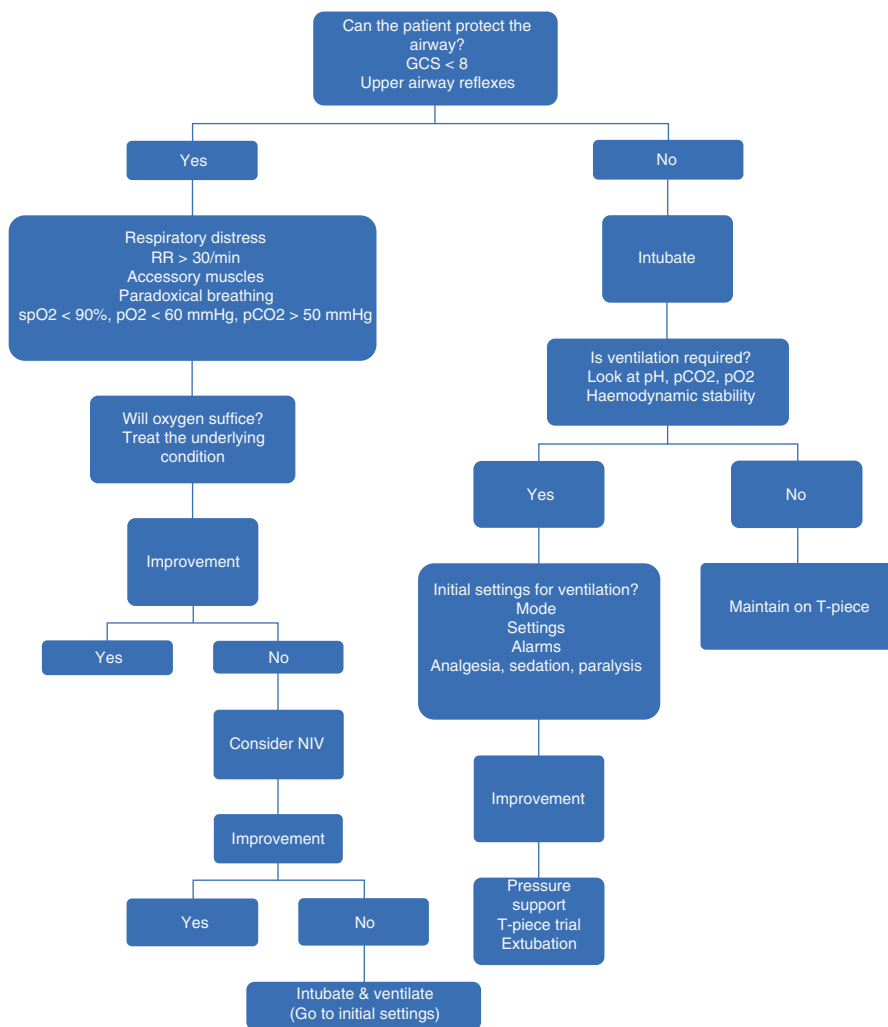 Can the patient protect the
airway?
GCS < 8
Upper airway reflexes
Yes
No
Respiratory distress
RR > 30/min
Accessory muscles
Paradoxical breathing
spO2 < 90%, pO2 < 60 mmHg, pCO2 > 50 mmHg
Intubate
Is ventilation required?
Look at pH, pCO2, pO2
Haemodynamic stability
Will oxygen suffice?
Treat the underlying
condition
Yes
No
Improvement
Initial settings for ventilation?
Mode
Settings
Alarms
Analgesia, sedation, paralysis
Maintain on T-piece
Yes
No
Consider NIV
Improvement
Improvement
Pressure
support
T-piece trial
Extubation
Yes
No
Intubate & ventilate
(Go to initial settings)